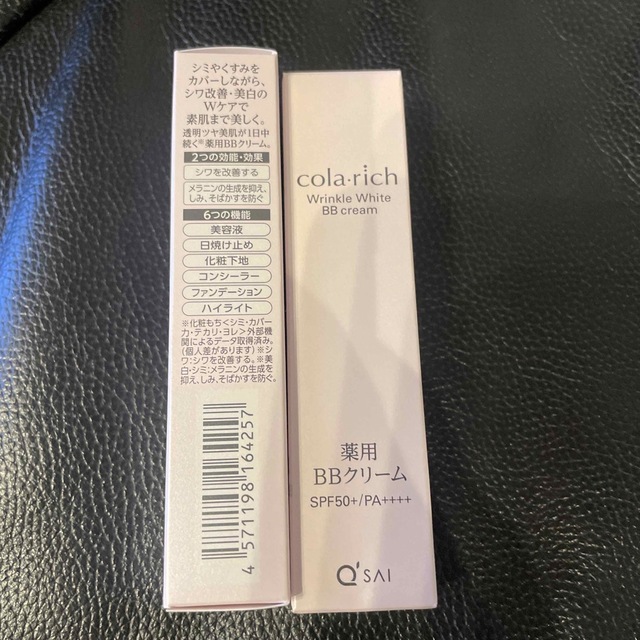 シミやくすみを
カバーしながら、
シワ改善・美白の
Wケアで
素肌まで美しく。
透明ツヤ美肌が1日中
続く※薬用BBクリーム。
2つの効能・効果
シワを改善する
メラニンの生成を抑え、
しみ、そばかすを防ぐ
6つの機能
美容液
日焼け止め
化粧下地
コンシーラー
ファンデーション
ハイライト
※化粧もち<シミ・カバー
力・テカリ・ヨレ>外部機
関によるデータ取得済み。
(個人差があります)※シ
ワ:シワを改善する。※美
白・シミ:メラニンの生成を
抑え、しみ、そばかすを防ぐ。
4 571198 164257
cola·rich
Wrinkle White
BB cream
薬用
BBクリーム
SPF50+/PA++++
Q'SAI